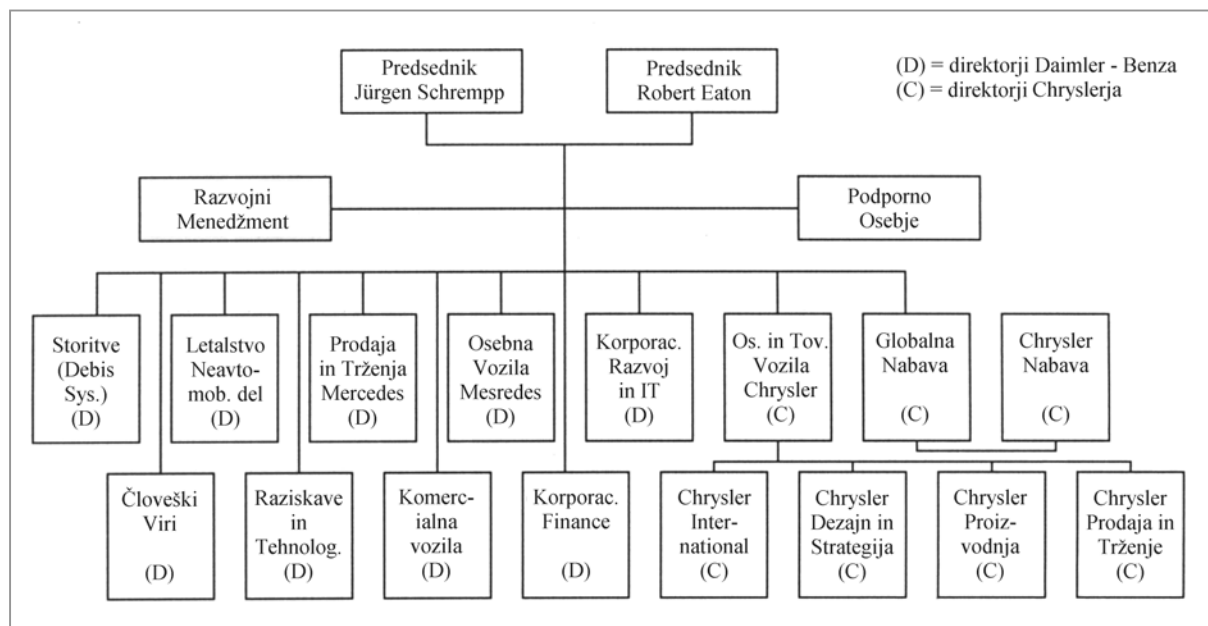 Predsednik
Jürgen Schrempp
Predsednik
Robert Eaton
(D) = direktorji Daimler - Benza
(C) = direktorji Chryslerja
Razvojni
Menedžment
Podporno
Osebje
Storitve
(Debis
Sys.)
(D)
Letalstvo
Neavto-
mob. del
(D)
Prodaja
in Trženja
Mercedes
(D)
Osebna
Vozila
Mesredes
(D)
Korporac.
Razvoj
in IT
(D)
Os. in Tov.
Vozila
Chrysler
(C)
Globalna
Nabava
(C)
Chrysler
Nabava
(C)
Človeški
Viri
(D)
Raziskave
in
Tehnolog.
(D)
Komerc-
ialna
vozila
(D)
Korporac.
Finance
(D)
Chrysler
Inter-
national
(C)
Chrysler
Dezajn in
Strategija
(C)
Chrysler
Proiz-
vodnja
(C)
Chrysler
Prodaja in
Trženje
(C)